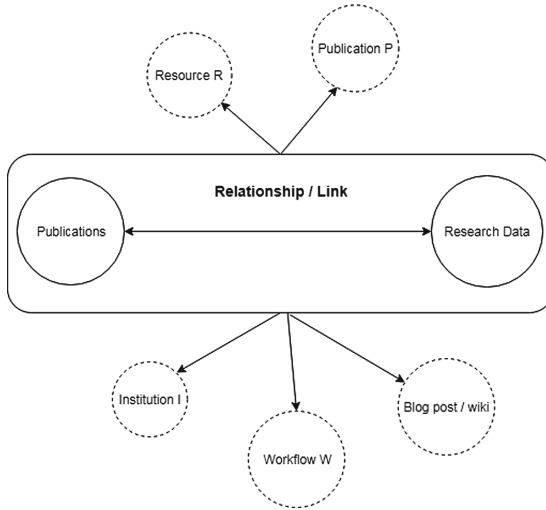 Publication P
Resource R
Relationship / Link
Publications
Research Data
Institution I
Blog post / wiki
Workflow W